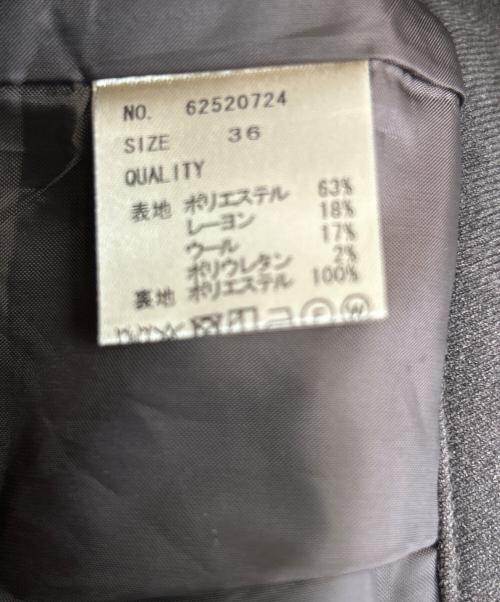 NO. 62520724
SIZE 36
QUALITY
表地 ポリエステル 63%
レーヨン 18%
ウール 17%
ポリウレタン 2%
裏地 ポリエステル 100%
F W